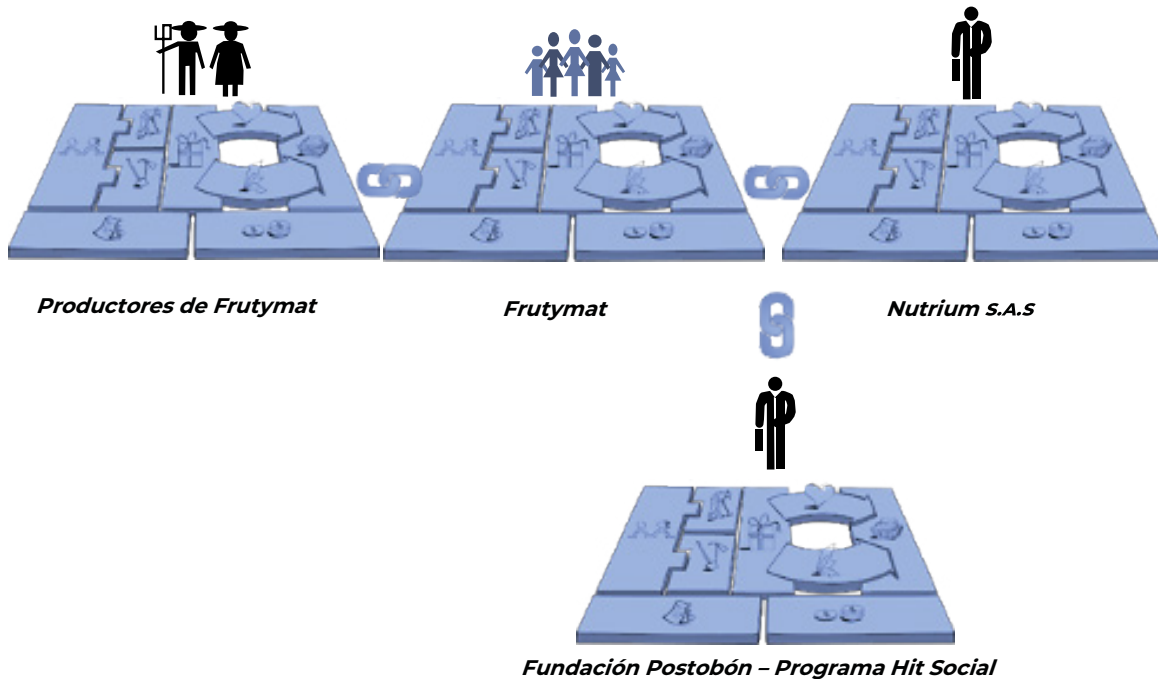 Productores de Frutymat
Frutymat
Nutrium S.A.S
Fundación Postobón – Programa Hit Social